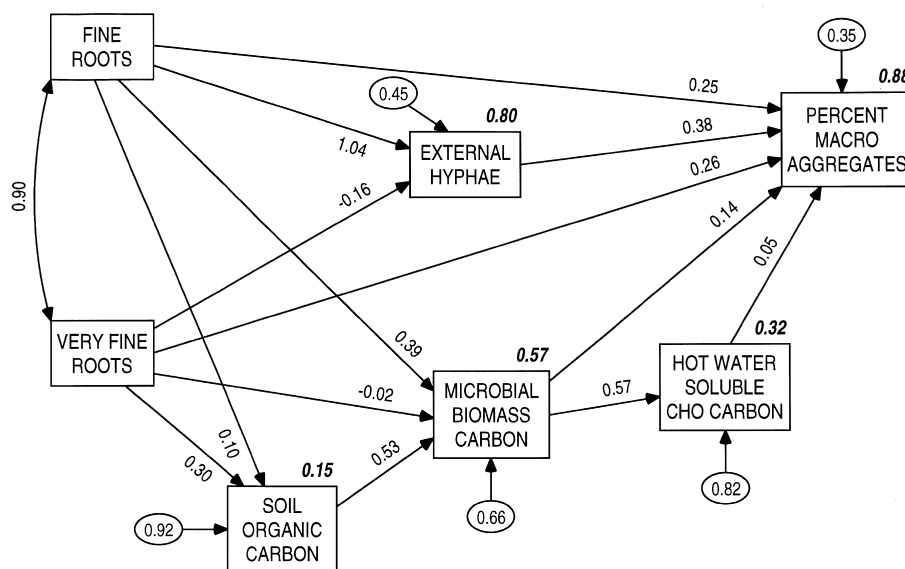 FINE
ROOTS
0.35
0.88
0.25
0.45
0.80
PERCENT
MACRO
AGGREGATES
1.04
EXTERNAL
HYPHAE
0.38
0.90
-0.16
0.26
0.14
0.05
VERY FINE
ROOTS
0.39
0.57
0.32
-0.02
MICROBIAL
BIOMASS
CARBON
0.57
HOT WATER
SOLUBLE
CHO CARBON
0.10
0.30
0.53
0.15
0.92
SOIL
ORGANIC
CARBON
0.66
0.82